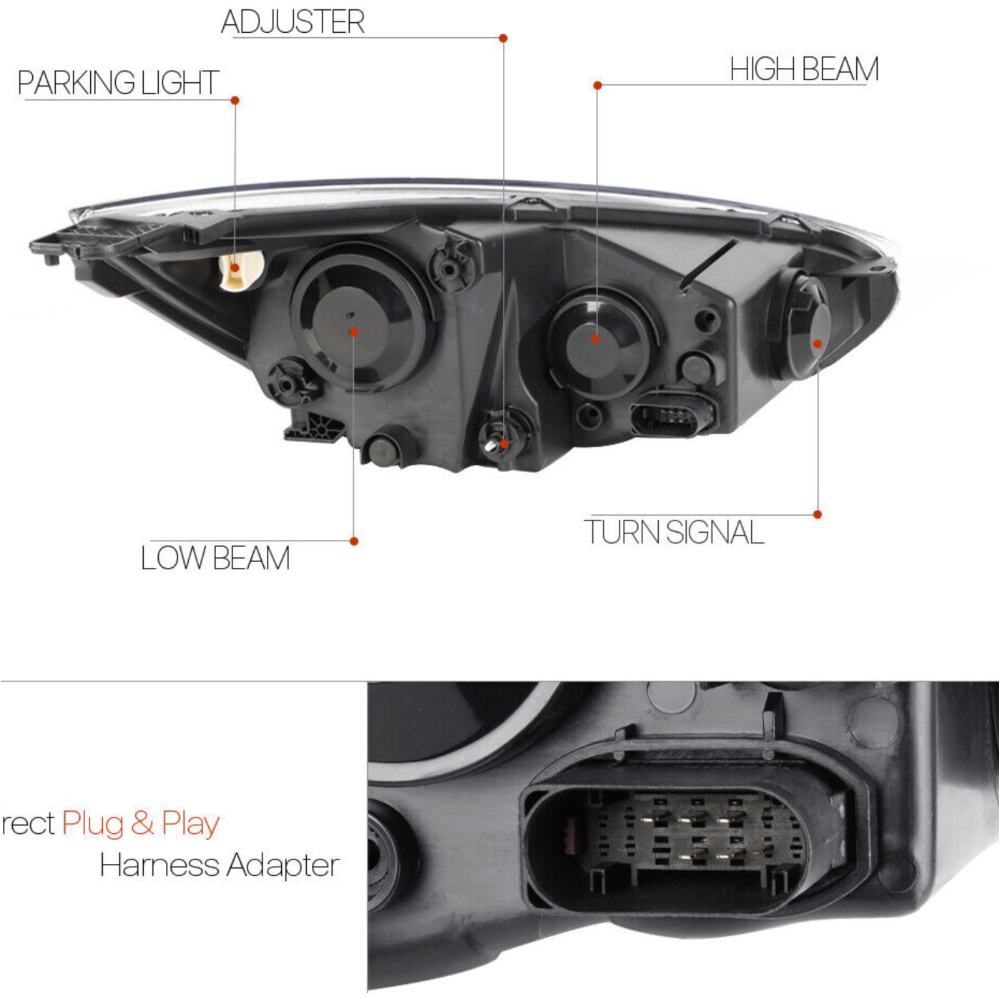 ADJUSTER
PARKING LIGHT
HIGH BEAM
TURN SIGNAL
LOW BEAM
rect Plug & Play
Harness Adapter